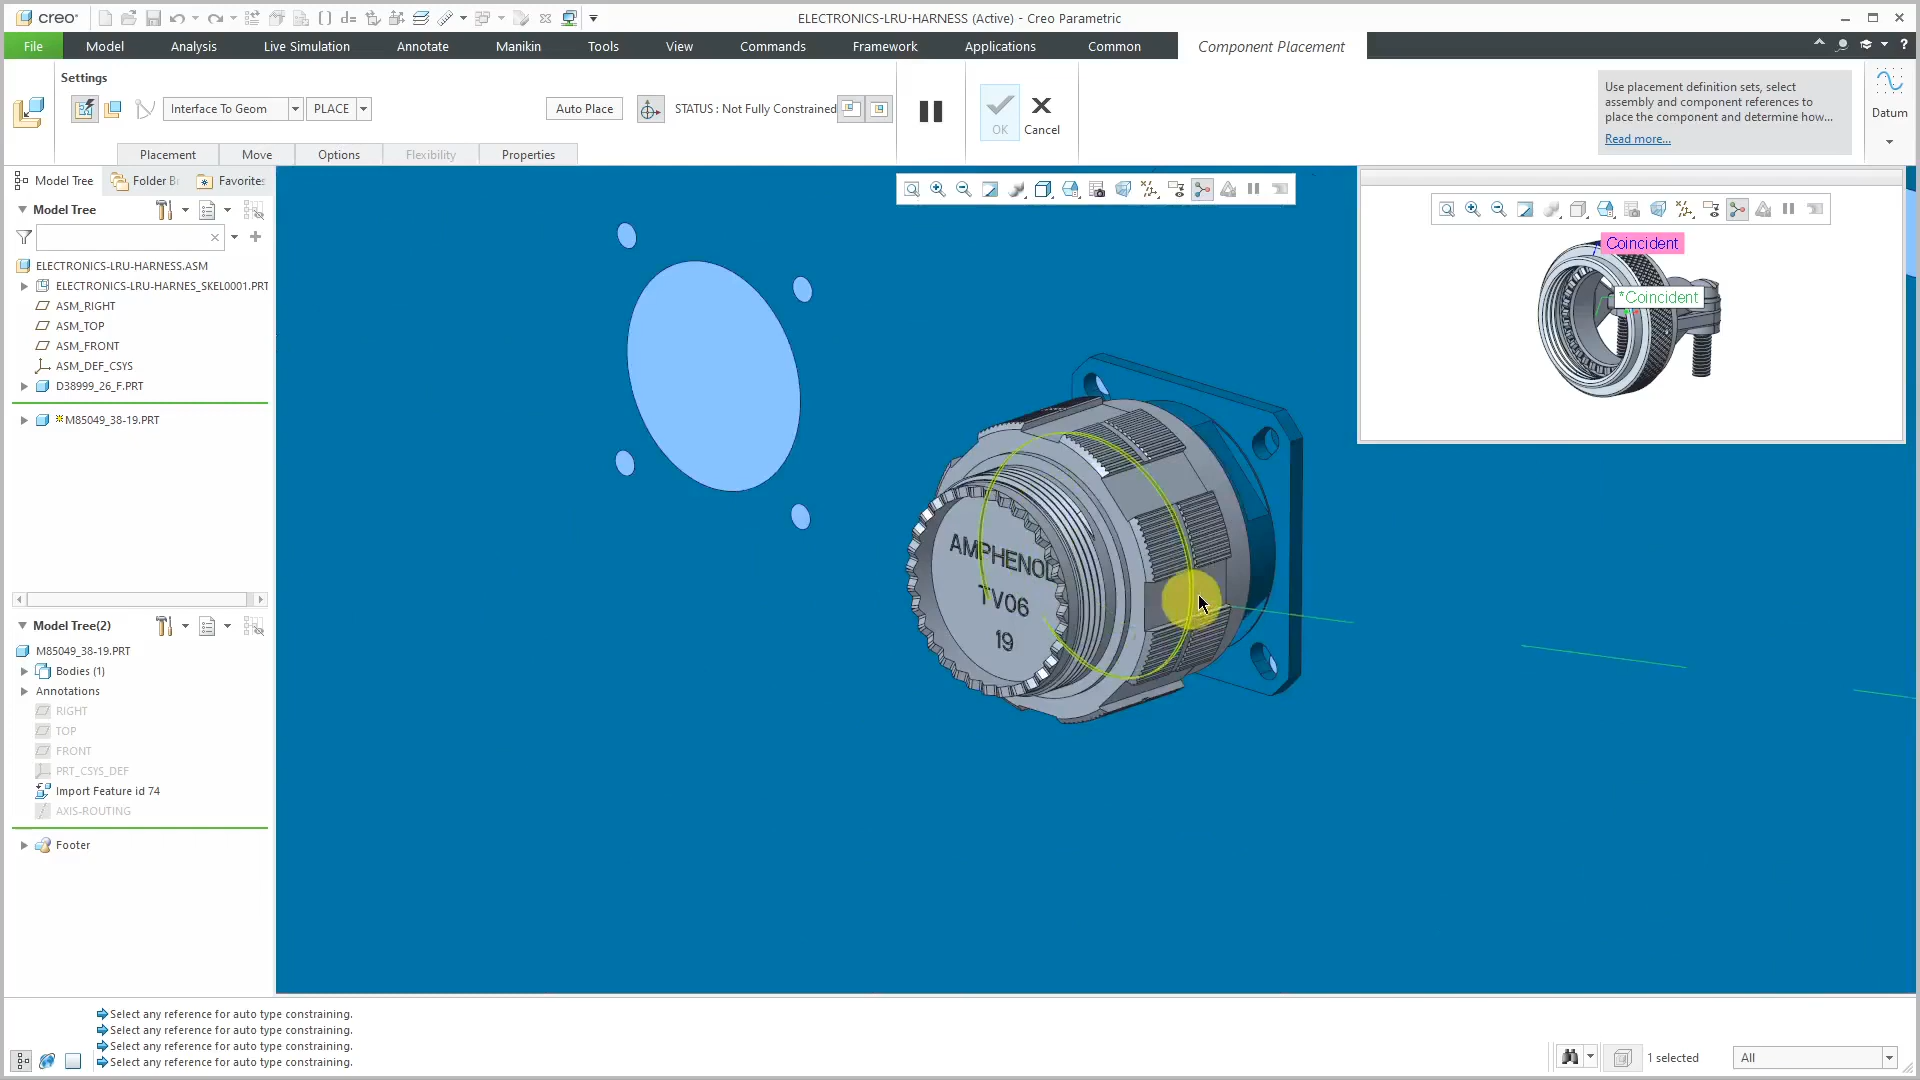 creo
ELECTRONICS-LRU-HARNESS (Active) - Creo Parametric
File
Model
Analysis
Live Simulation
Annotate
Manikin
Tools
View
Commands
Framework
Applications
Common
Component Placement
Settings
Interface To Geom
PLACE
Auto Place
STATUS : Not Fully Constrained
OK
Cancel
Use placement definition sets, select
assembly and component references to
place the component and determine how...
Read more...
Datum
Placement
Move
Options
Flexibility
Properties
Model Tree
Folder Br
Favorites
Model Tree
ELECTRONICS-LRU-HARNESS.ASM
ELECTRONICS-LRU-HARNES_SKEL0001.PRT
ASM_RIGHT
ASM_TOP
ASM_FRONT
ASM_DEF_CSYS
D38999_26_F.PRT
M85049_38-19.PRT
Model Tree(2)
M85049_38-19.PRT
Bodies (1)
Annotations
RIGHT
TOP
FRONT
PRT_CSYS_DEF
Import Feature id 74
AXIS-ROUTING
Footer
Coincident
*Coincident
AMPHENOL
TV06
19
Select any reference for auto type constraining.
Select any reference for auto type constraining.
Select any reference for auto type constraining.
Select any reference for auto type constraining.
1 selected
All